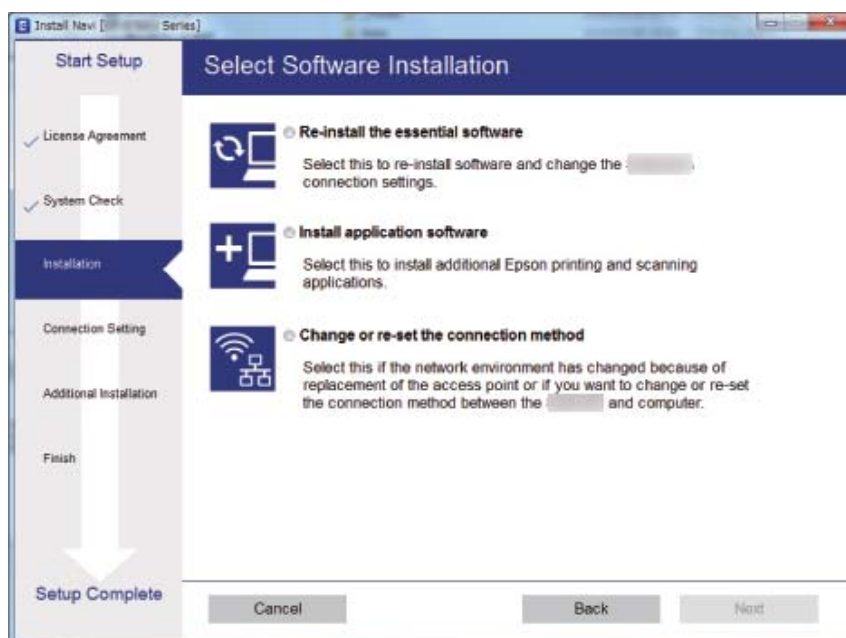 Install Navi [ Series]
Start Setup
Select Software Installation
License Agreement
System Check
Installation
Connection Setting
Additional Installation
Finish
Setup Complete
Re-install the essential software
Select this to re-install software and change the
connection settings.
Install application software
Select this to install additional Epson printing and scanning
applications.
Change or re-set the connection method
Select this if the network environment has changed because of
replacement of the access point or if you want to change or re-set
the connection method between the and computer.
Cancel
Back
Next